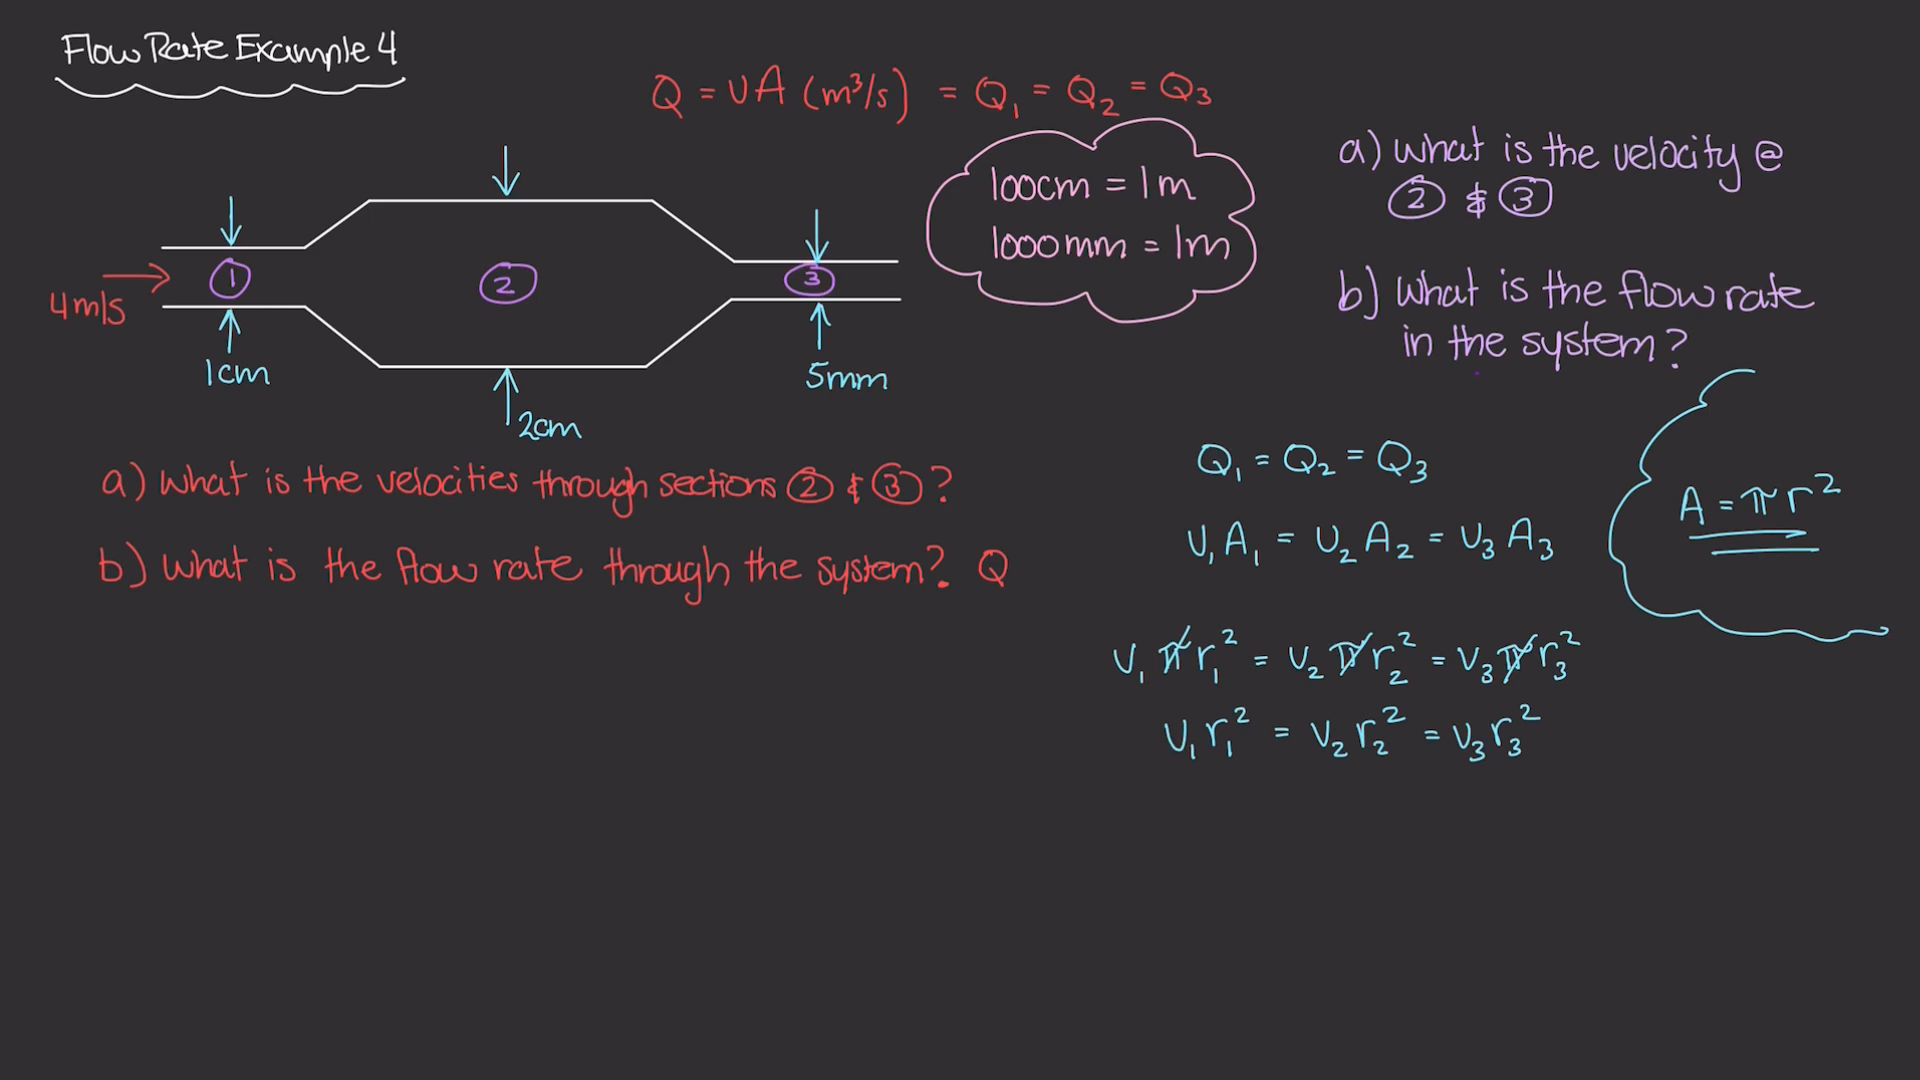 Flow Rate Example 4
Q = VA (m³/s) = Q₁ = Q₂ = Q₃
100cm = 1m
1000mm = 1m
a) What is the velocity @
② & ③
b) What is the flow rate
in the system?
4m/s
①
②
③
1cm
2cm
5mm
a) What is the velocities through sections ② & ③?
b) What is the flow rate through the system? Q
Q₁ = Q₂ = Q₃
V₁A₁ = V₂A₂ = V₃A₃
A = πr²
V₁πr₁² = V₂πr₂² = V₃πr₃²
V₁r₁² = V₂r₂² = V₃r₃²